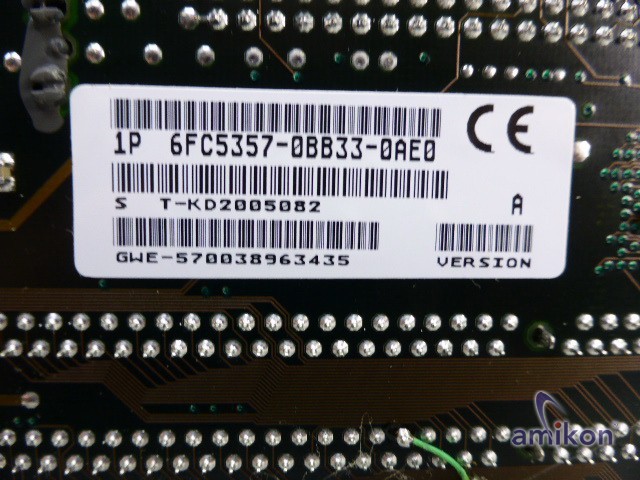 CE
1P 6FC5357-0BB33-0AE0
S T-KD2005082
A
GWE-570038963435
VERSION
amikon